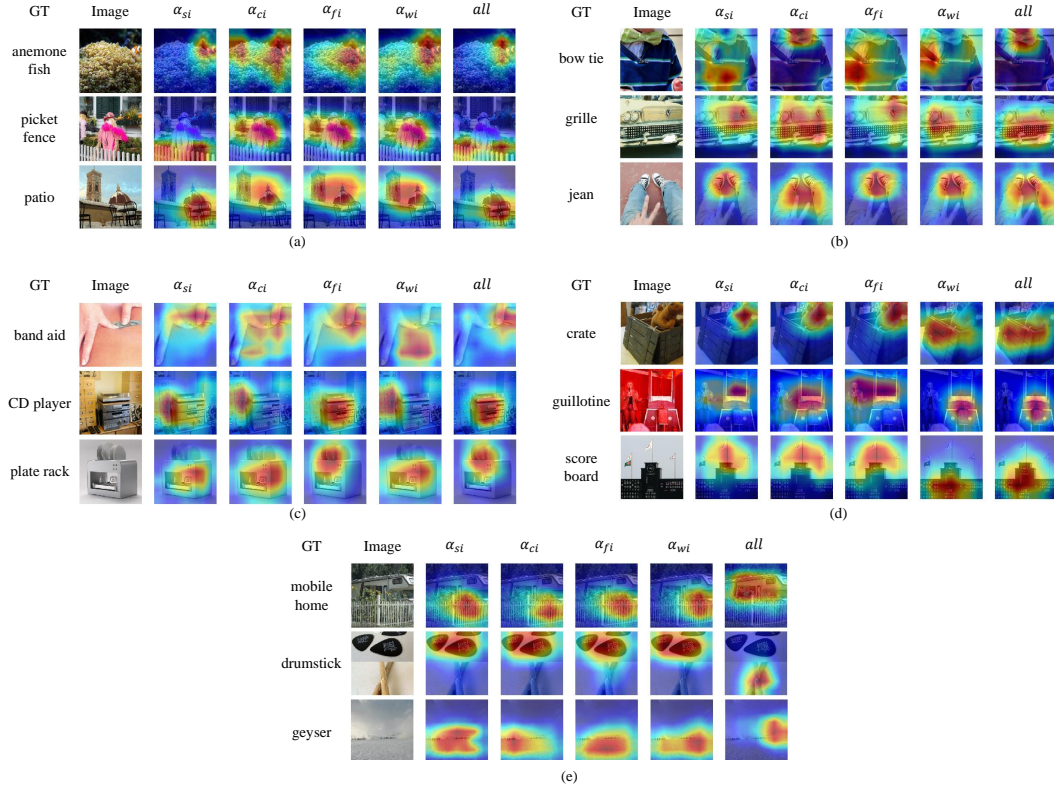 GT Image α_si α_ci α_fi α_wi all
anemone
fish
picket
fence
patio
(a)
GT Image α_si α_ci α_fi α_wi all
bow tie
grille
jean
(b)
GT Image α_si α_ci α_fi α_wi all
band aid
CD player
plate rack
(c)
GT Image α_si α_ci α_fi α_wi all
crate
guillotine
score
board
(d)
GT Image α_si α_ci α_fi α_wi all
mobile
home
drumstick
geyser
(e)